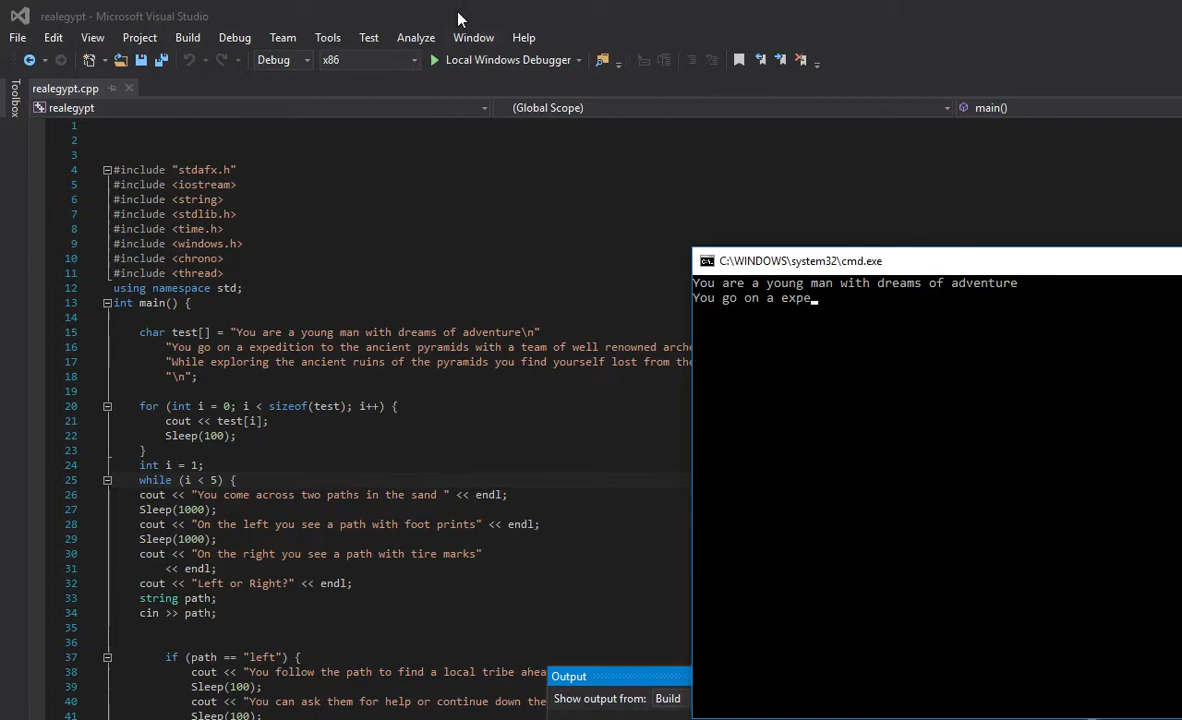 realegypt - Microsoft Visual Studio
File Edit View Project Build Debug Team Tools Test Analyze Window Help
Debug x86 Local Windows Debugger
Toolbox
realegypt.cpp
realegypt (Global Scope) main()
1
2
3
4 #include "stdafx.h"
5 #include <iostream>
6 #include <string>
7 #include <stdlib.h>
8 #include <time.h>
9 #include <windows.h>
10 #include <chrono>
11 #include <thread>
12 using namespace std;
13 int main() {
14
15 char test[] = "You are a young man with dreams of adventure\n"
16 "You go on a expedition to the ancient pyramids with a team of well renowned arche
17 "While exploring the ancient ruins of the pyramids you find yourself lost from the
18 "\n";
19
20 for (int i = 0; i < sizeof(test); i++) {
21 cout << test[i];
22 Sleep(100);
23 }
24 int i = 1;
25 while (i < 5) {
26 cout << "You come across two paths in the sand " << endl;
27 Sleep(1000);
28 cout << "On the left you see a path with foot prints" << endl;
29 Sleep(1000);
30 cout << "On the right you see a path with tire marks"
31 << endl;
32 cout << "Left or Right?" << endl;
33 string path;
34 cin >> path;
35
36
37 if (path == "left") {
38 cout << "You follow the path to find a local tribe ahea
39 Sleep(100);
40 cout << "You can ask them for help or continue down the
41 Sleep(100);
C:\WINDOWS\system32\cmd.exe
You are a young man with dreams of adventure
You go on a expe_
Output
Show output from: Build